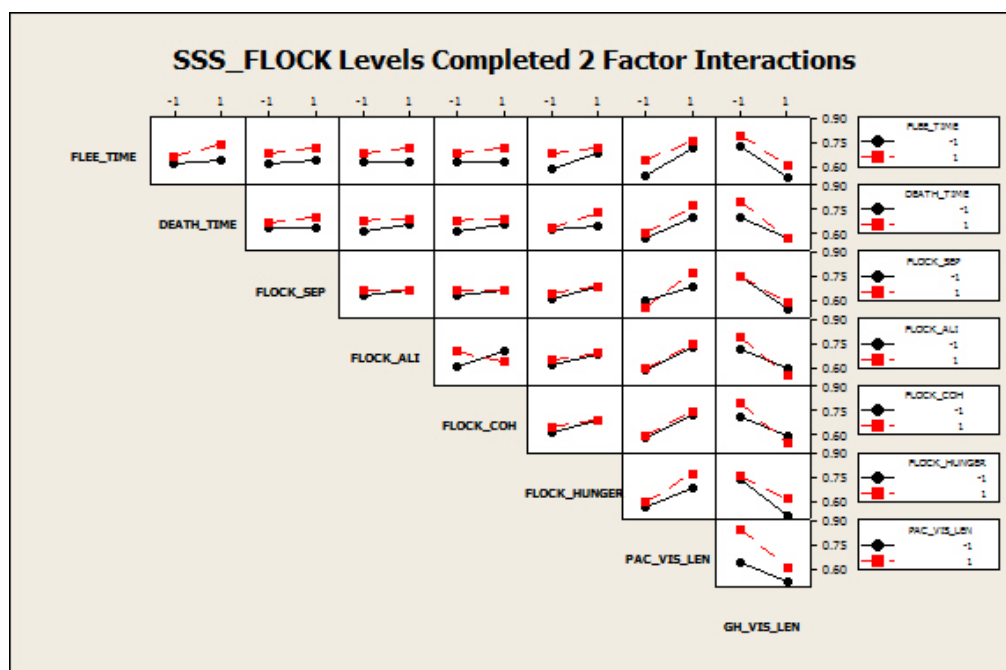 SSS_FLOCK Levels Completed 2 Factor Interactions
-1 1 -1 1 -1 1 -1 1 -1 1 -1 1 -1 1
FLEE_TIME
0.90
0.75
0.60
FLEE_TIME
-1
1
DEATH_TIME
0.90
0.75
0.60
DEATH_TIME
-1
1
FLOCK_SEP
0.90
0.75
0.60
FLOCK_SEP
-1
1
FLOCK_ALI
0.90
0.75
0.60
FLOCK_ALI
-1
1
FLOCK_COH
0.90
0.75
0.60
FLOCK_COH
-1
1
FLOCK_HUNGER
0.90
0.75
0.60
FLOCK_HUNGER
-1
1
PAC_VIS_LEN
0.90
0.75
0.60
PAC_VIS_LEN
-1
1
GH_VIS_LEN